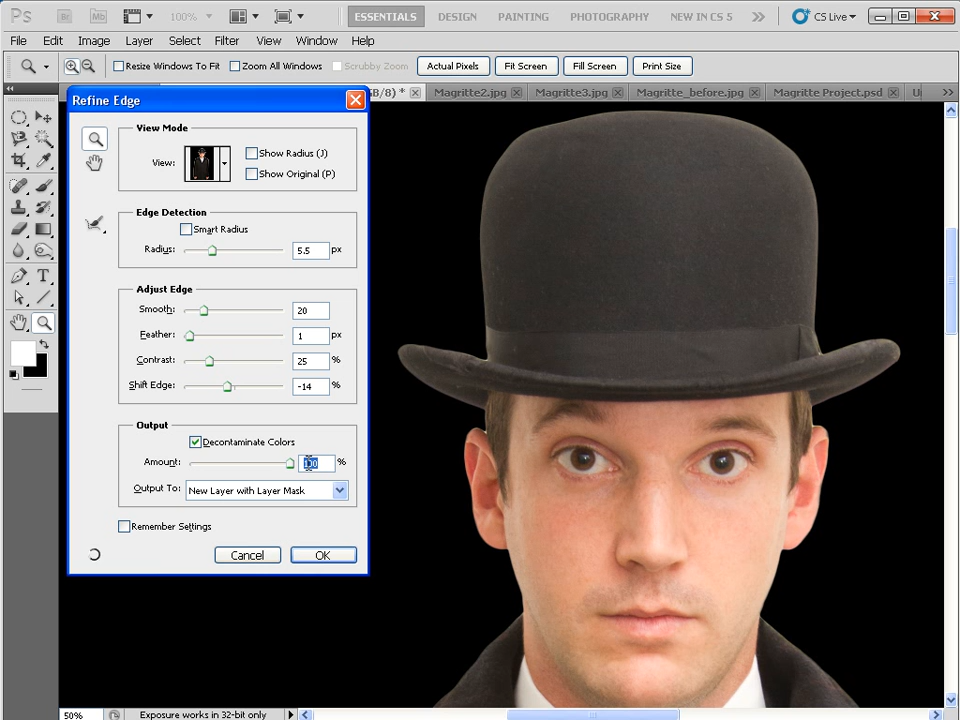 Ps Br Mb 100% ESSENTIALS DESIGN PAINTING PHOTOGRAPHY NEW IN CS 5 CS Live
File Edit Image Layer Select Filter View Window Help
Resize Windows To Fit Zoom All Windows Scrubby Zoom Actual Pixels Fit Screen Fill Screen Print Size
GB/8) * Magritte2.jpg Magritte3.jpg Magritte_before.jpg Magritte Project.psd
Refine Edge
View Mode
View: Show Radius (J)
Show Original (P)
Edge Detection
Smart Radius
Radius: 5.5 px
Adjust Edge
Smooth: 20
Feather: 1 px
Contrast: 25 %
Shift Edge: -14 %
Output
Decontaminate Colors
Amount: 100 %
Output To: New Layer with Layer Mask
Remember Settings
Cancel OK
50% Exposure works in 32-bit only